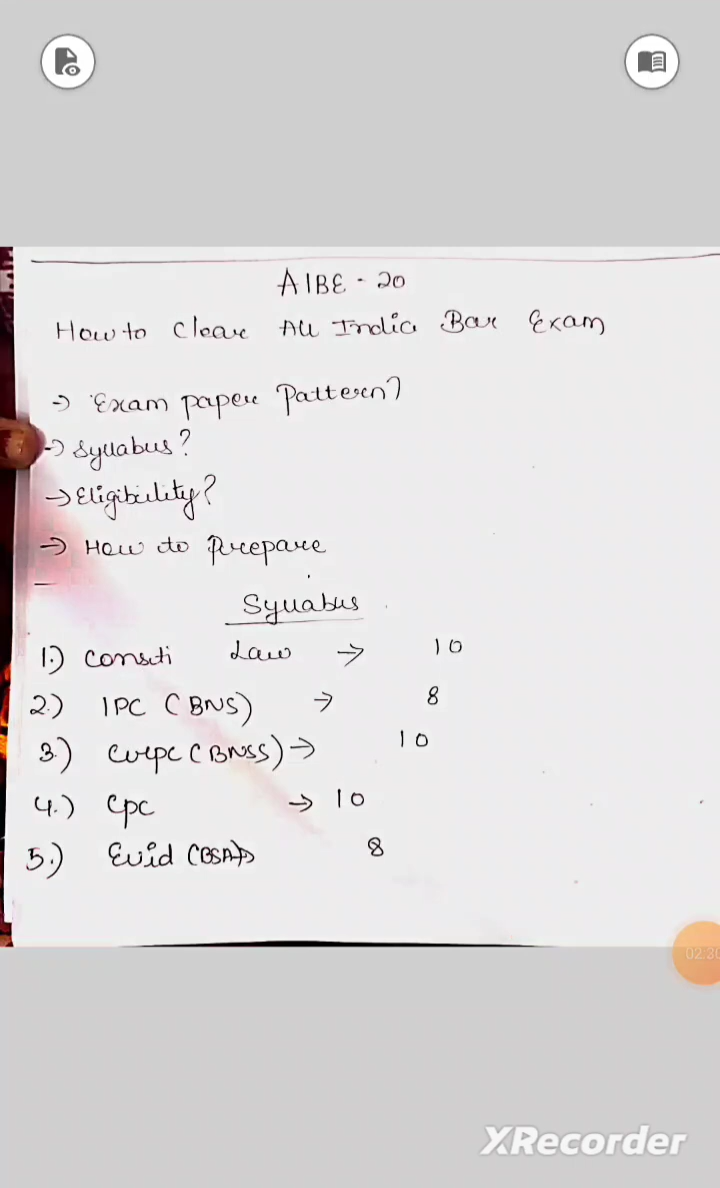 AIBE - 20
How to Clear All India Bar Exam
→ Exam paper Pattern?
→ Syllabus?
→ Eligibility?
→ How to Prepare
Syllabus
1.) Consti Law → 10
2.) IPC (BNS) → 8
3.) Crpc (BNSS) → 10
4.) Cpc → 10
5.) Evid (BSA) → 8
02:30
XRecorder